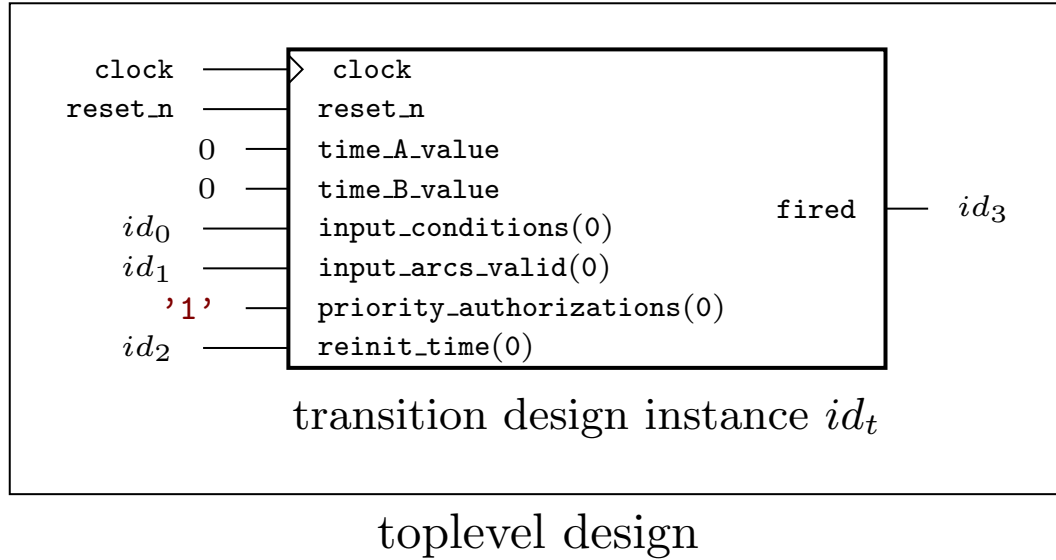 clock clock
reset_n reset_n
0 time_A_value
0 time_B_value
fired id₃
id₀ input_conditions(0)
id₁ input_arcs_valid(0)
'1' priority_authorizations(0)
id₂ reinit_time(0)
transition design instance idₜ
toplevel design